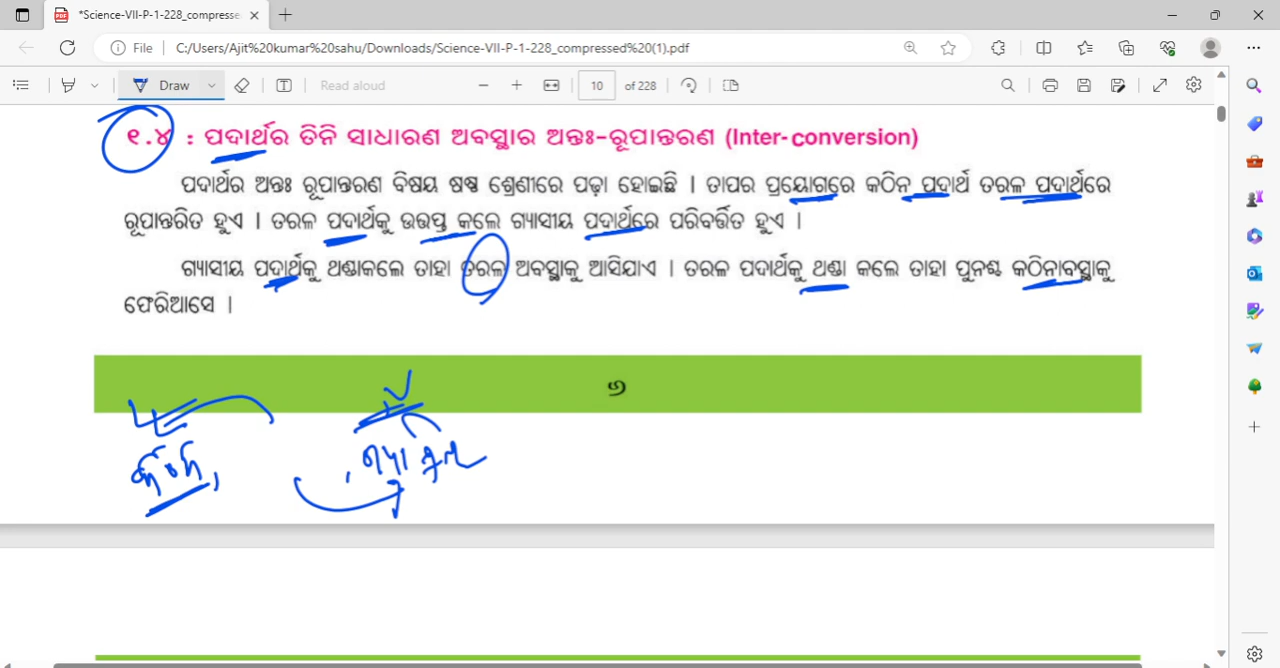 *Science-VII-P-1-228_compresse
File C:/Users/Ajit%20kumar%20sahu/Downloads/Science-VII-P-1-228_compressed%20(1).pdf
Draw Read aloud 10 of 228
୧.୪ : ପଦାର୍ଥର ତିନି ସାଧାରଣ ଅବସ୍ଥାର ଅନ୍ତଃ-ରୂପାନ୍ତରଣ (Inter-conversion)
ପଦାର୍ଥର ଅନ୍ତଃ ରୂପାନ୍ତରଣ ବିଷୟ ଷଷ୍ଠ ଶ୍ରେଣୀରେ ପଢ଼ା ହୋଇଛି । ତାପର ପ୍ରୟୋଗରେ କଠିନ ପଦାର୍ଥ ତରଳ ପଦାର୍ଥରେ
ରୂପାନ୍ତରିତ ହୁଏ । ତରଳ ପଦାର୍ଥକୁ ଉତ୍ତପ୍ତ କଲେ ଗ୍ୟାସୀୟ ପଦାର୍ଥରେ ପରିବର୍ତ୍ତିତ ହୁଏ ।
ଗ୍ୟାସୀୟ ପଦାର୍ଥକୁ ଥଣ୍ଡାକଲେ ତାହା ତରଳ ଅବସ୍ଥାକୁ ଆସିଯାଏ । ତରଳ ପଦାର୍ଥକୁ ଥଣ୍ଡା କଲେ ତାହା ପୁନଶ୍ଚ କଠିନାବସ୍ଥାକୁ
ଫେରିଆସେ ।
୬